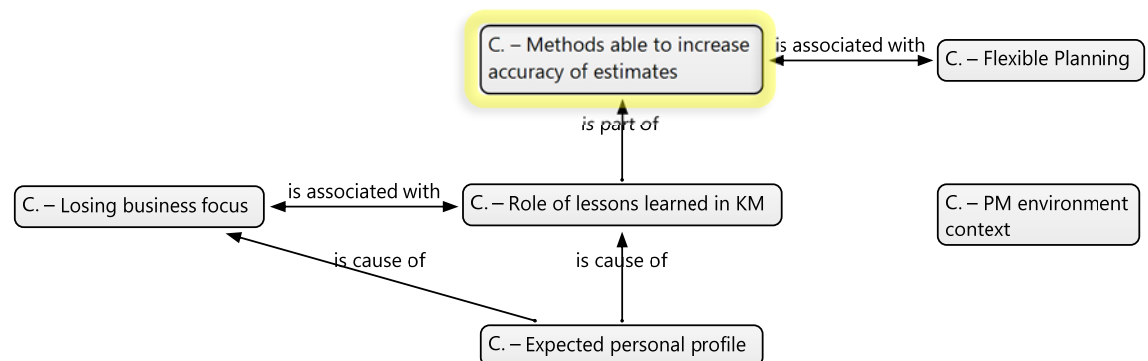 C. – Methods able to increase
accuracy of estimates
is associated with
C. – Flexible Planning
is part of
C. – Losing business focus
is associated with
C. – Role of lessons learned in KM
C. – PM environment
context
is cause of
is cause of
C. – Expected personal profile